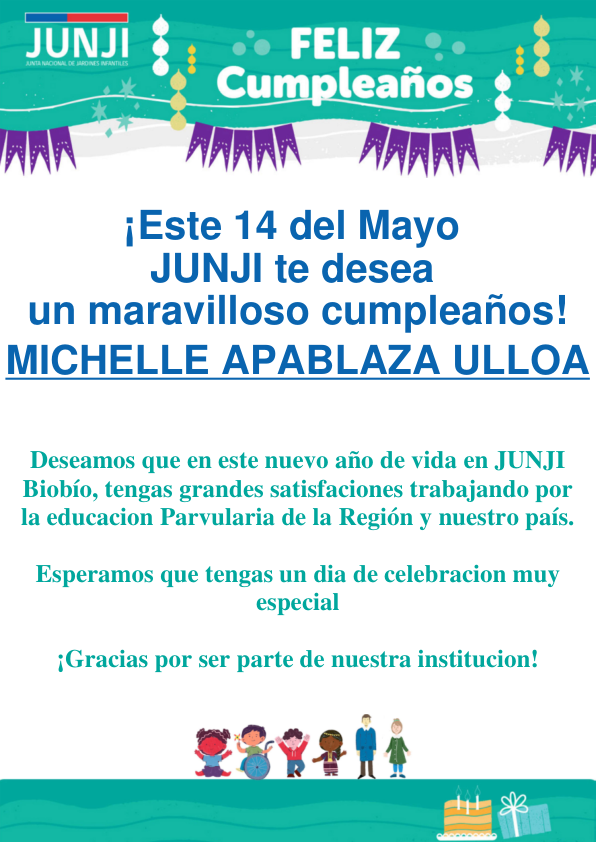 JUNJI
JUNTA NACIONAL DE JARDINES INFANTILES
FELIZ
Cumpleaños
¡Este 14 del Mayo
JUNJI te desea
un maravilloso cumpleaños!
MICHELLE APABLAZA ULLOA
Deseamos que en este nuevo año de vida en JUNJI
Biobío, tengas grandes satisfaciones trabajando por
la educacion Parvularia de la Región y nuestro país.
Esperamos que tengas un dia de celebracion muy
especial
¡Gracias por ser parte de nuestra institucion!